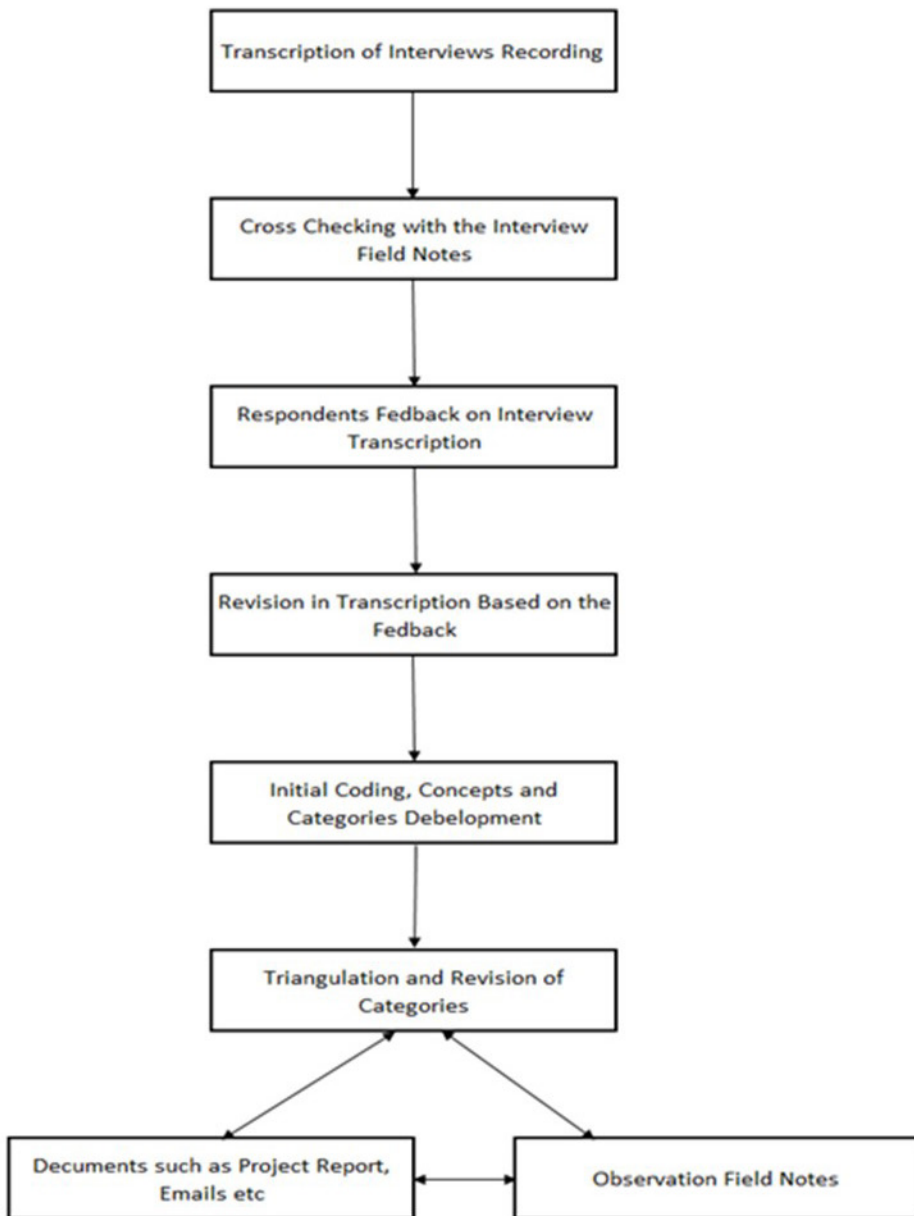 Transcription of Interviews Recording
Cross Checking with the Interview
Field Notes
Respondents Fedback on Interview
Transcription
Revision in Transcription Based on the
Fedback
Initial Coding, Concepts and
Categories Debelopment
Triangulation and Revision of
Categories
Decuments such as Project Report,
Emails etc
Observation Field Notes